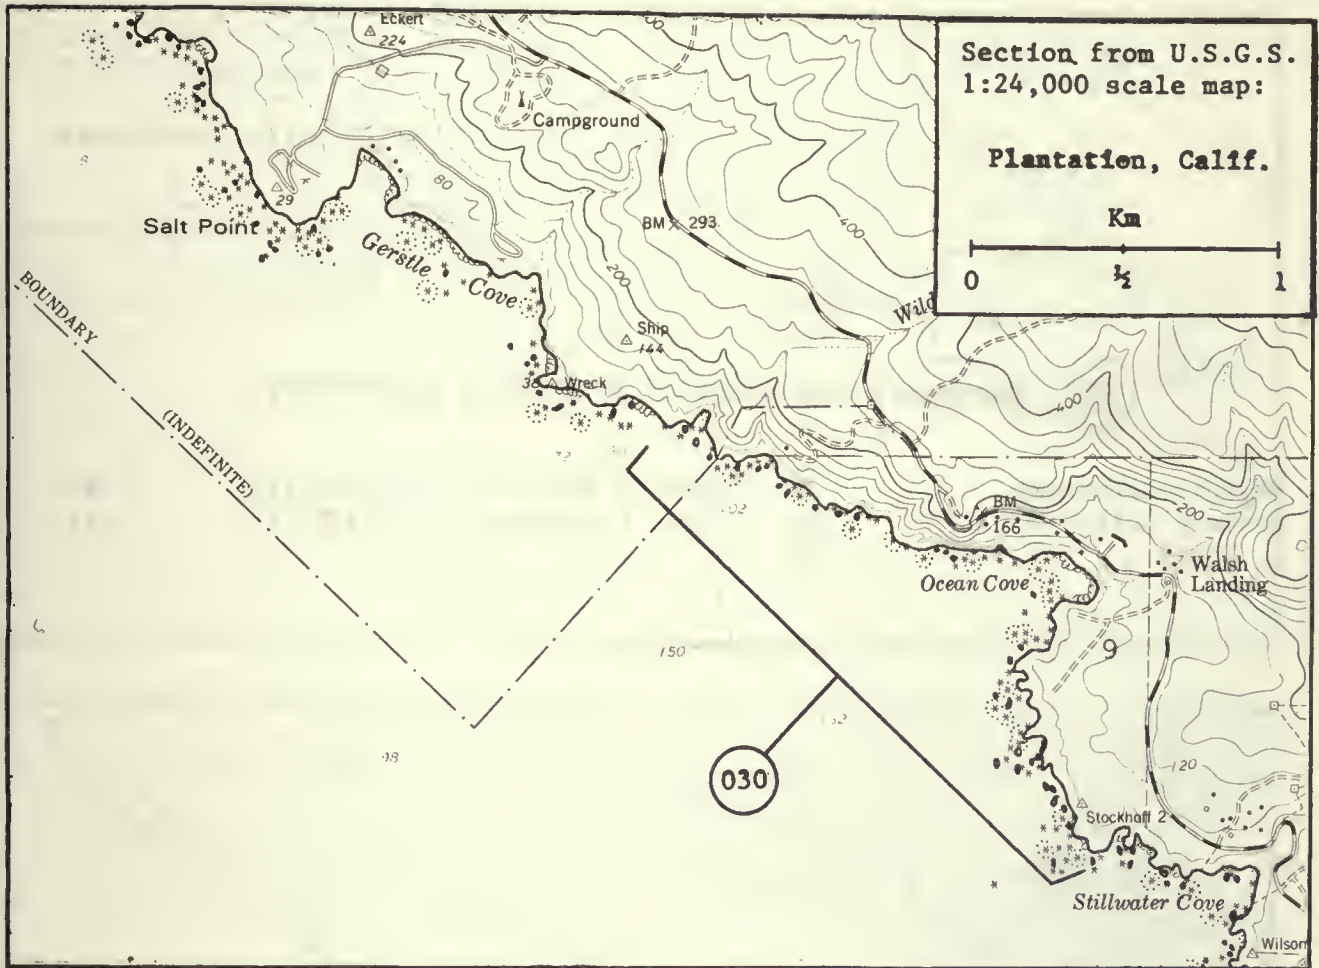 Eckert
224
Section from U.S.G.S.
1:24,000 scale map:
Plantation, Calif.
Km
0 ½ 1
Campground
80
29
Salt Point
BM 293
400
Gerstle
Cove
200
BOUNDARY
(INDEFINITE)
Ship
144
Wreck
400
BM
166
200
Walsh
Landing
Ocean Cove
9
150
030
120
Stockhoff 2
Stillwater Cove
Wilson